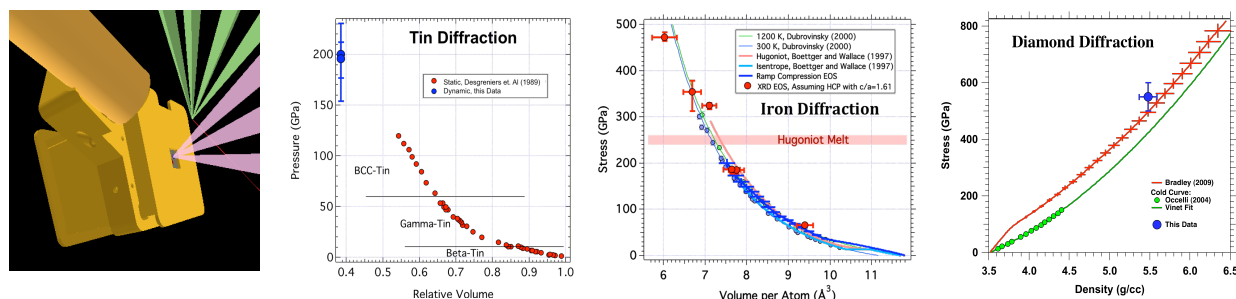 Tin Diffraction
Pressure (GPa)
200
150
100
50
0
Static, Desgreniers et. Al (1989)
Dynamic, this Data
BCC-Tin
Gamma-Tin
Beta-Tin
0.4
0.5
0.6
0.7
0.8
0.9
1.0
Relative Volume
Stress (GPa)
500
400
300
200
100
0
1200 K, Dubrovinsky (2000)
300 K, Dubrovinsky (2000)
Hugoniot, Boettger and Wallace (1997)
Isentrope, Boettger and Wallace (1997)
Ramp Compression EOS
XRD EOS, Assuming HCP with c/a=1.61
Iron Diffraction
Hugoniot Melt
6
7
8
9
10
11
Volume per Atom (Å³)
Diamond Diffraction
Stress (GPa)
800
600
400
200
0
Bradley (2009)
Cold Curve:
Occelli (2004)
Vinet Fit
This Data
3.5
4.0
4.5
5.0
5.5
6.0
6.5
Density (g/cc)